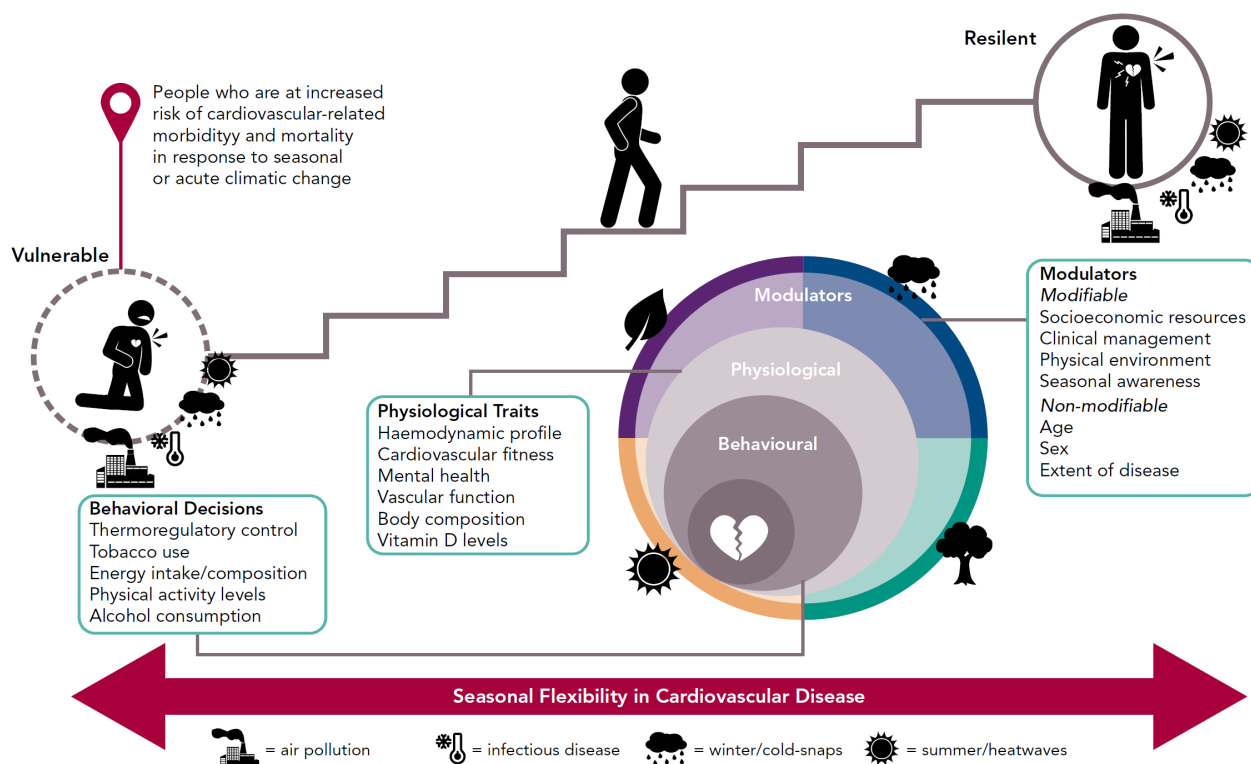 Resilent
People who are at increased
risk of cardiovascular-related
morbidityy and mortality
in response to seasonal
or acute climatic change
Vulnerable
Modulators
Physiological
Behavioural
Modulators
Modifiable
Socioeconomic resources
Clinical management
Physical environment
Seasonal awareness
Non-modifiable
Age
Sex
Extent of disease
Physiological Traits
Haemodynamic profile
Cardiovascular fitness
Mental health
Vascular function
Body composition
Vitamin D levels
Behavioral Decisions
Thermoregulatory control
Tobacco use
Energy intake/composition
Physical activity levels
Alcohol consumption
Seasonal Flexibility in Cardiovascular Disease
= air pollution
= infectious disease
= winter/cold-snaps
= summer/heatwaves